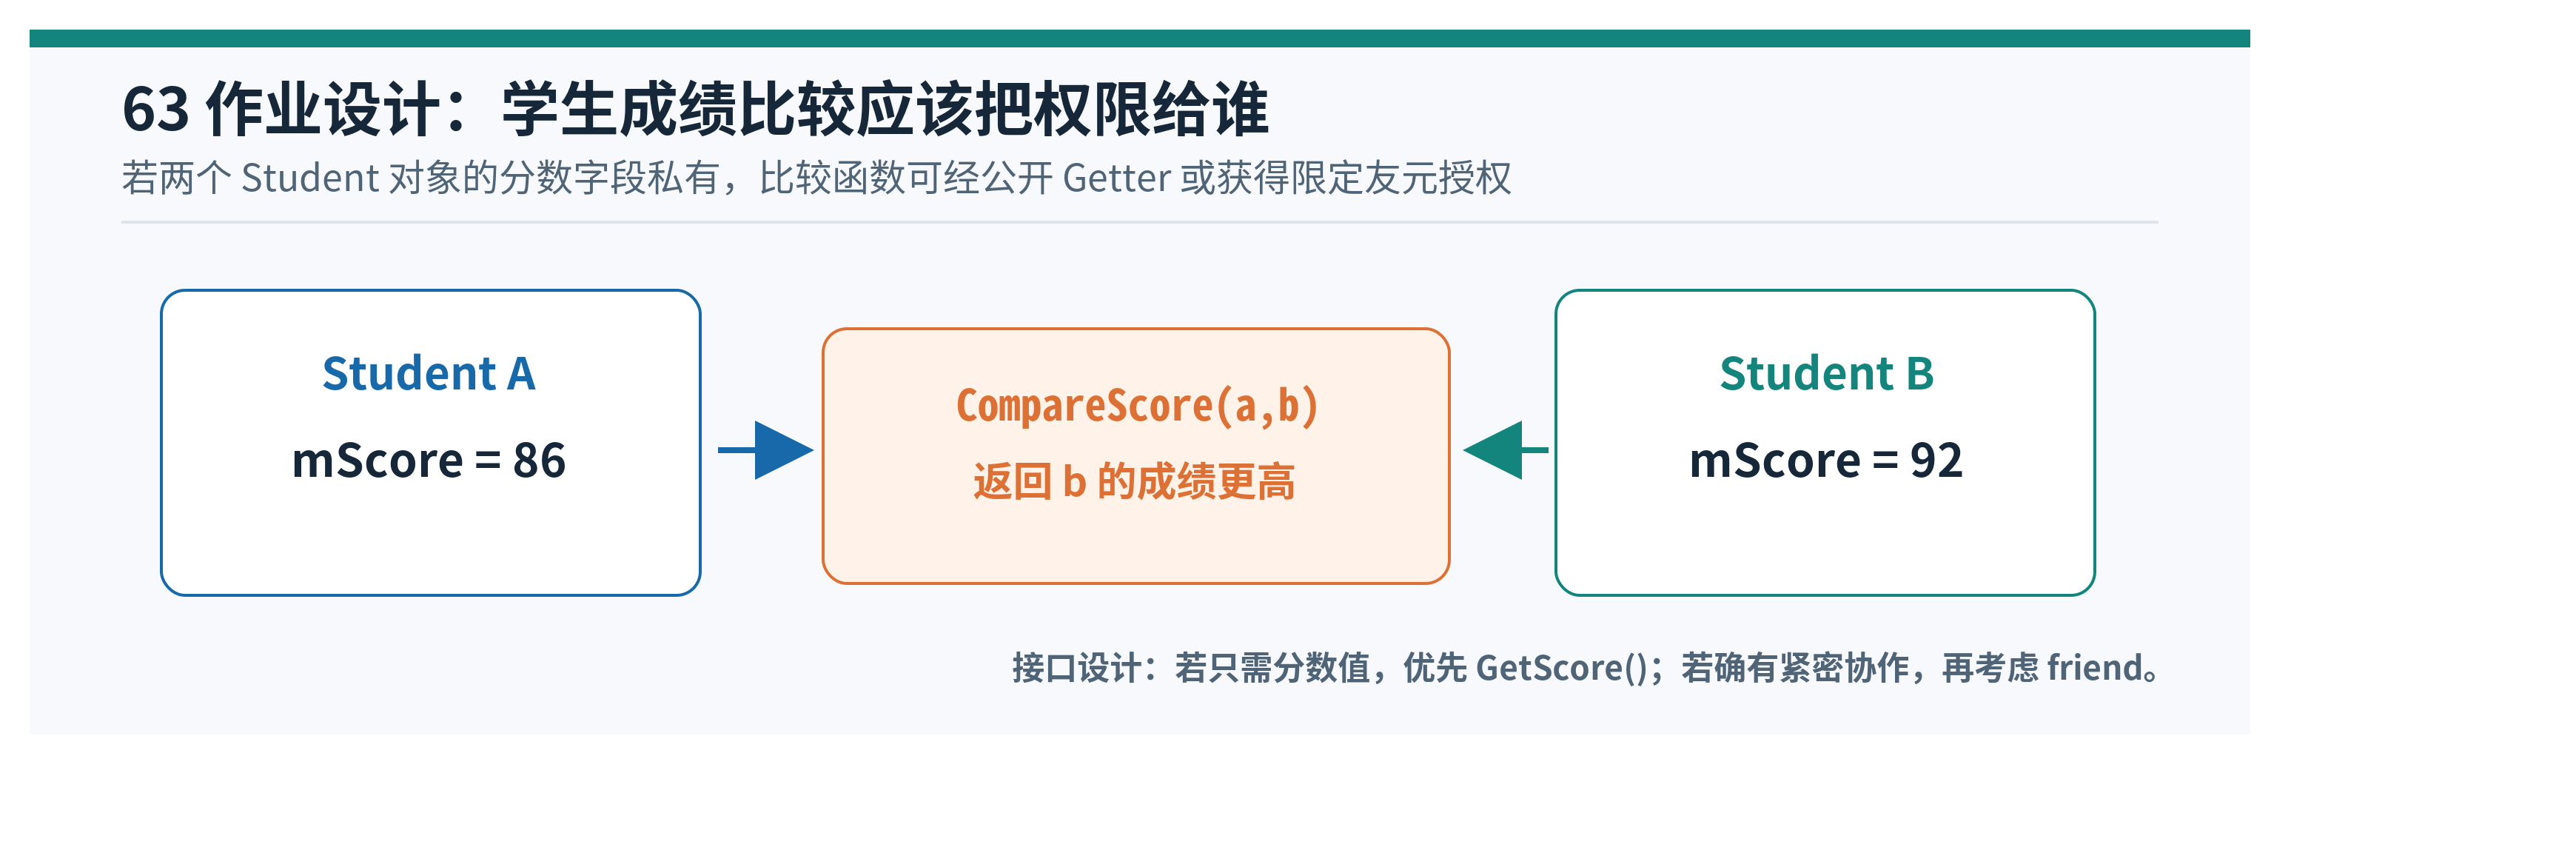 63 作业设计：学生成绩比较应该把权限给谁
若两个 Student 对象的分数字段私有，比较函数可经公开 Getter 或获得限定友元授权
Student A
mScore = 86
CompareScore(a,b)
返回 b 的成绩更高
Student B
mScore = 92
接口设计：若只需分数值，优先 GetScore()；若确有紧密协作，再考虑 friend。